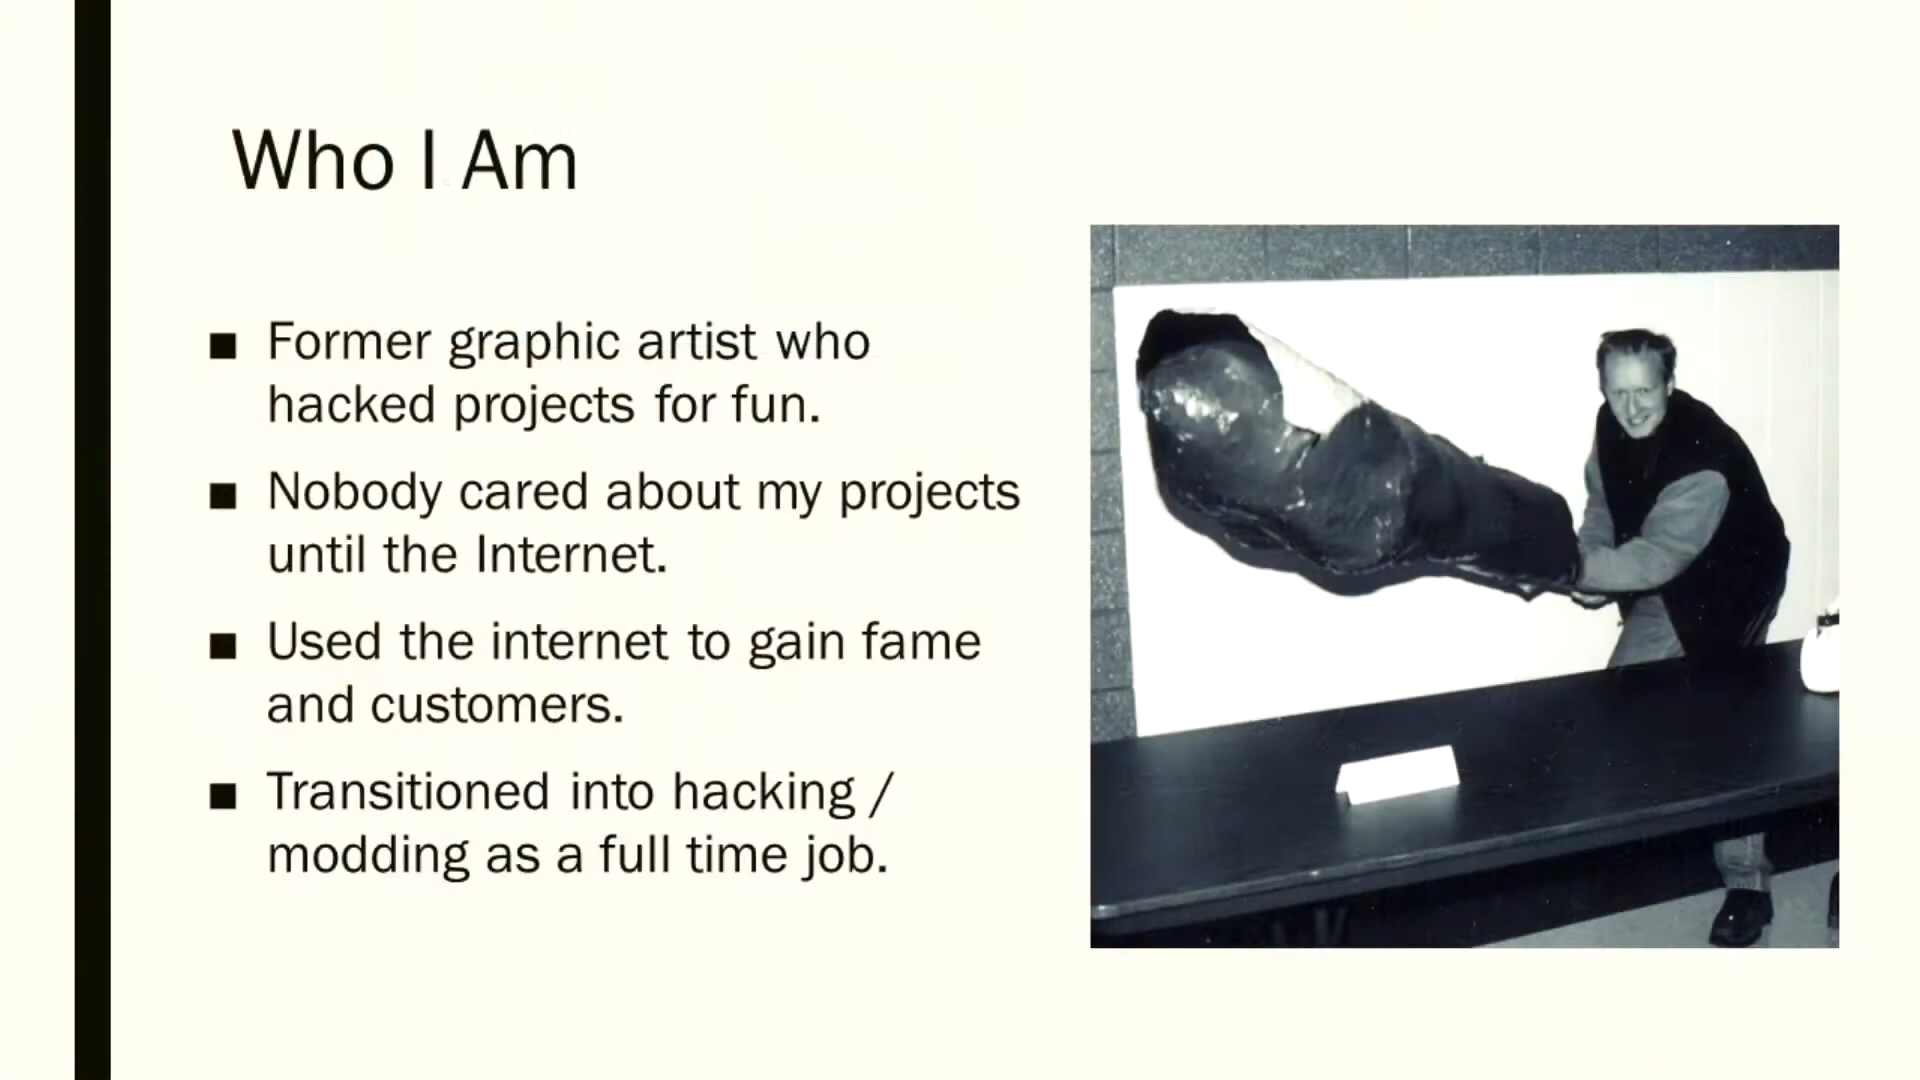 Who I Am
■ Former graphic artist who
hacked projects for fun.
■ Nobody cared about my projects
until the Internet.
■ Used the internet to gain fame
and customers.
■ Transitioned into hacking /
modding as a full time job.